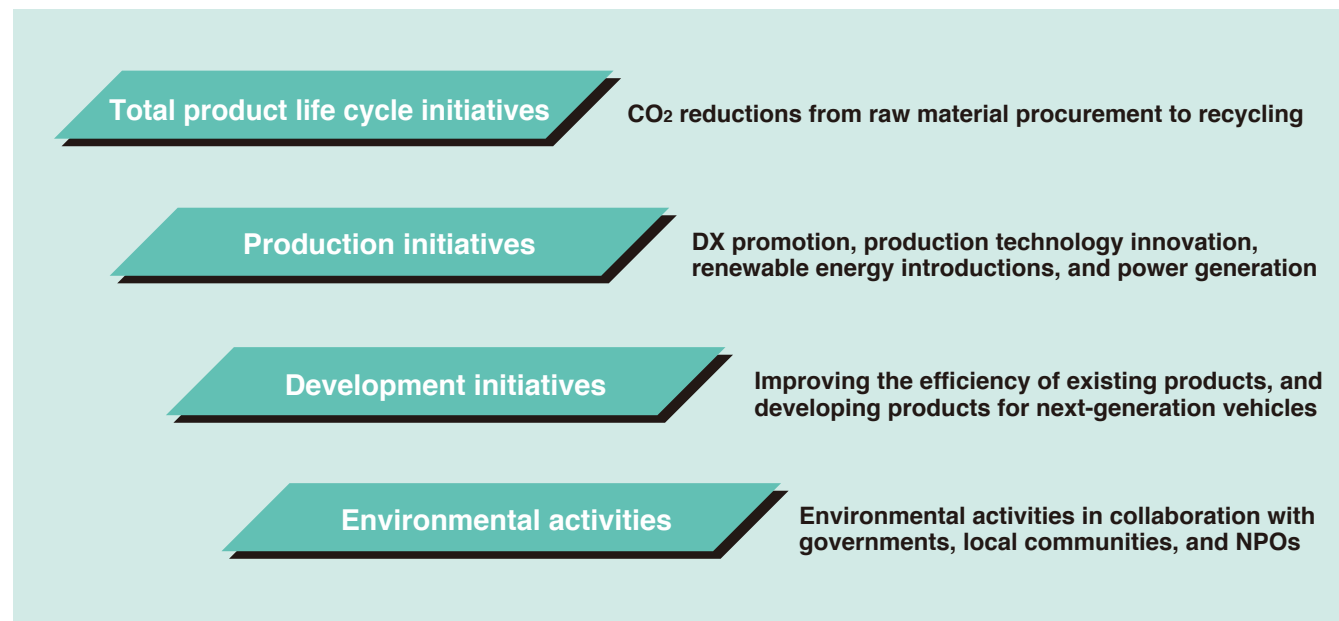 Total product life cycle initiatives
CO2 reductions from raw material procurement to recycling
Production initiatives
DX promotion, production technology innovation,
renewable energy introductions, and power generation
Development initiatives
Improving the efficiency of existing products, and
developing products for next-generation vehicles
Environmental activities
Environmental activities in collaboration with
governments, local communities, and NPOs